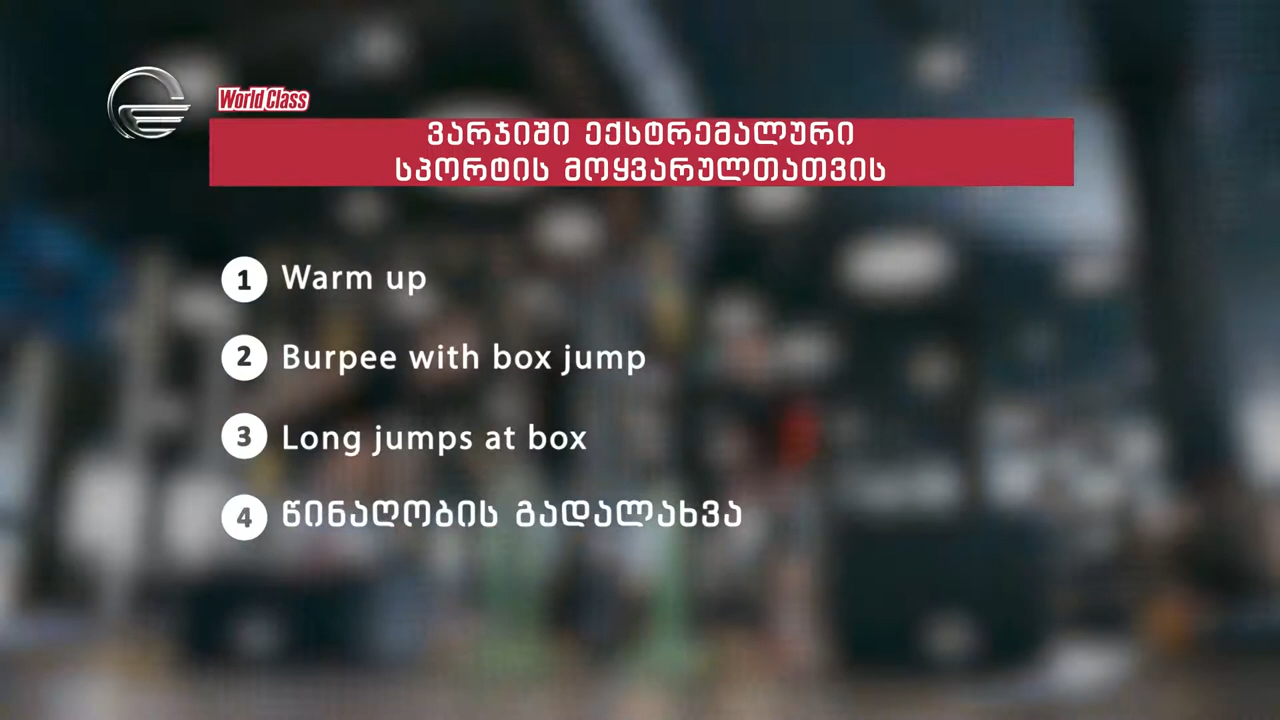 World Class
ვარჯიში ექსტრემალური
სპორტის მოყვარულთათვის
1 Warm up
2 Burpee with box jump
3 Long jumps at box
4 წინაღობის გადალახვა